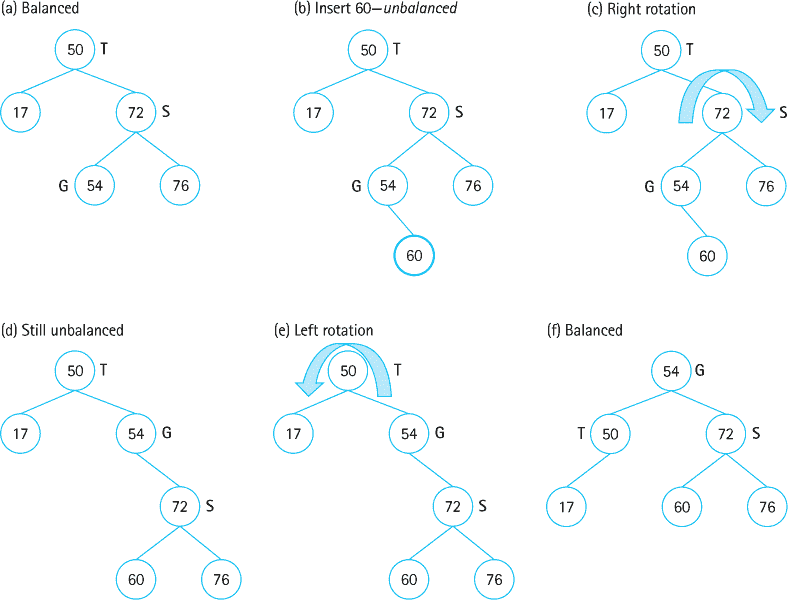 (a) Balanced
50 T
17 72 S
G 54 76
(b) Insert 60—unbalanced
50 T
17 72 S
G 54 76
60
(c) Right rotation
50 T
17 72 S
G 54 76
60
(d) Still unbalanced
50 T
17 54 G
72 S
60 76
(e) Left rotation
50 T
17 54 G
72 S
60 76
(f) Balanced
54 G
T 50 72 S
17 60 76